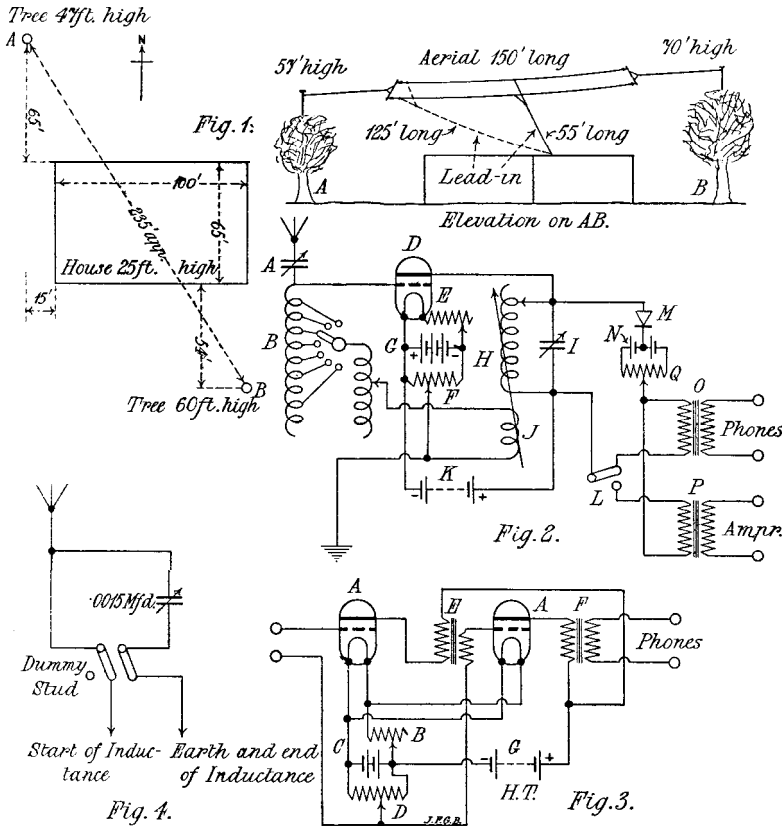 Tree 47ft. high
A
N
65'
Fig. 1.
100'
65'
235' app.
House 25ft. high
15'
54'
B
Tree 60ft. high
57' high
Aerial 150' long
70' high
125' long
55' long
Lead-in
A
B
Elevation on AB.
A
B
D
E
G
+
-
F
H
I
J
K
-
+
L
M
N
Q
O
Phones
P
Ampr.
Fig. 2.
.0015 Mfd.
Dummy
Stud
Start of Induc-
tance
Earth and end
of Inductance
Fig. 4.
A
E
A
F
Phones
B
C
D
G
-
+
H.T.
J.F.G.B.
Fig. 3.